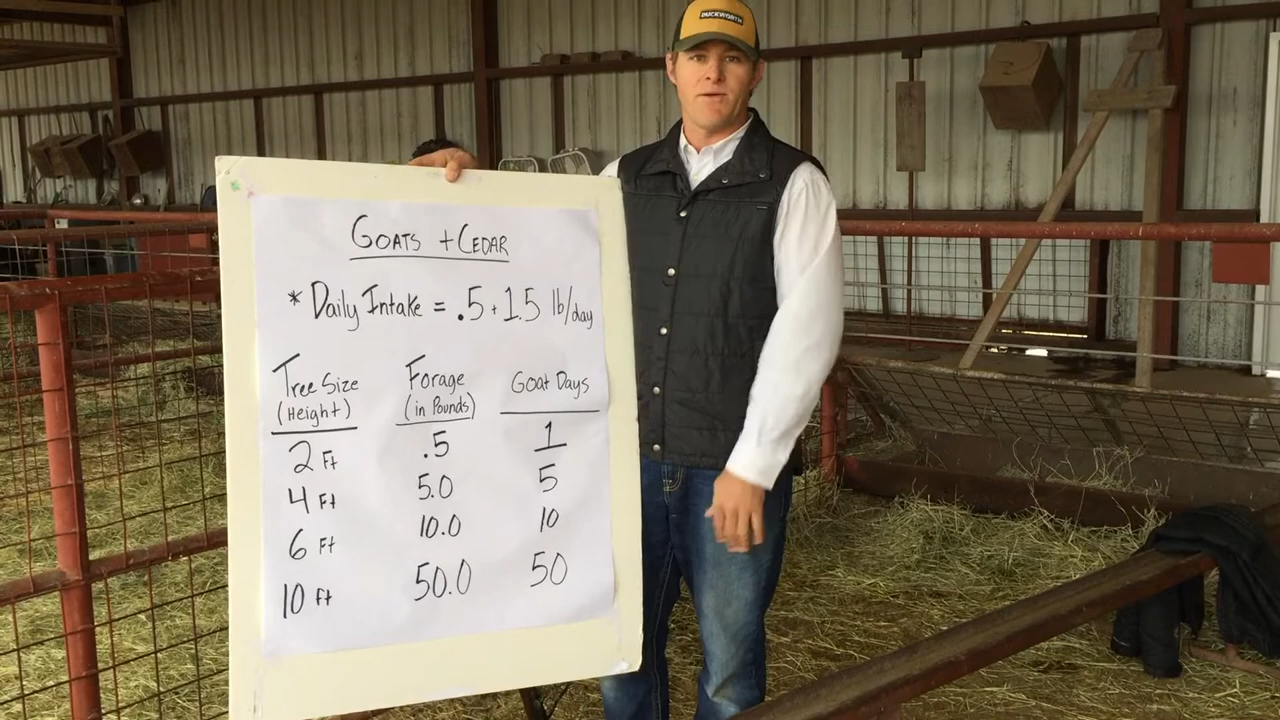 DUCKWORTH
GOATS + CEDAR
* Daily Intake = .5 + 1.5 lb/day
Tree Size Forage Goat Days
(Height) (in Pounds)
2 Ft .5 1
4 Ft 5.0 5
6 Ft 10.0 10
10 Ft 50.0 50